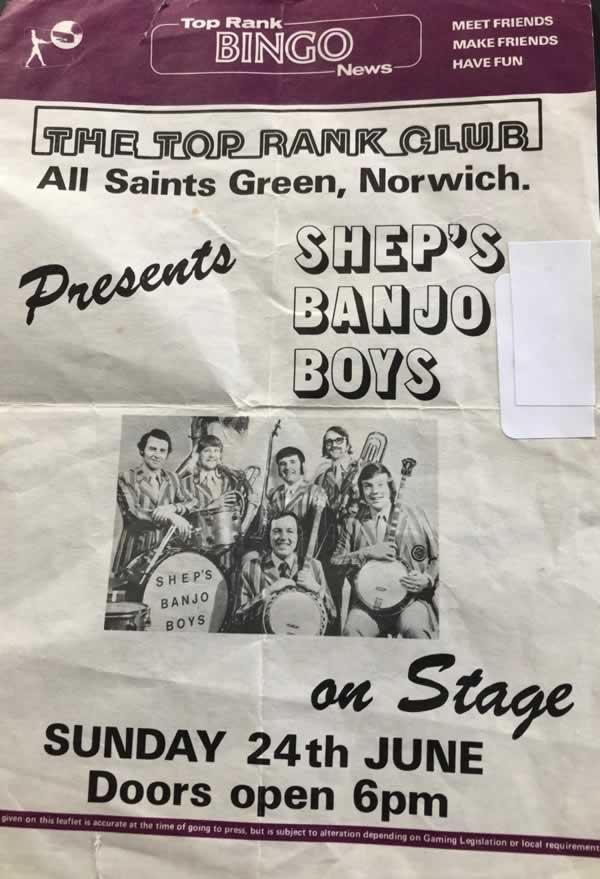 Top Rank
BINGO
News
MEET FRIENDS
MAKE FRIENDS
HAVE FUN
THE TOP RANK CLUB
All Saints Green, Norwich.
Presents
SHEP'S
BANJO
BOYS
SHEP'S
BANJO
BOYS
on Stage
SUNDAY 24th JUNE
Doors open 6pm
given on this leaflet is accurate at the time of going to press, but is subject to alteration depending on Gaming Legislation or local requirement